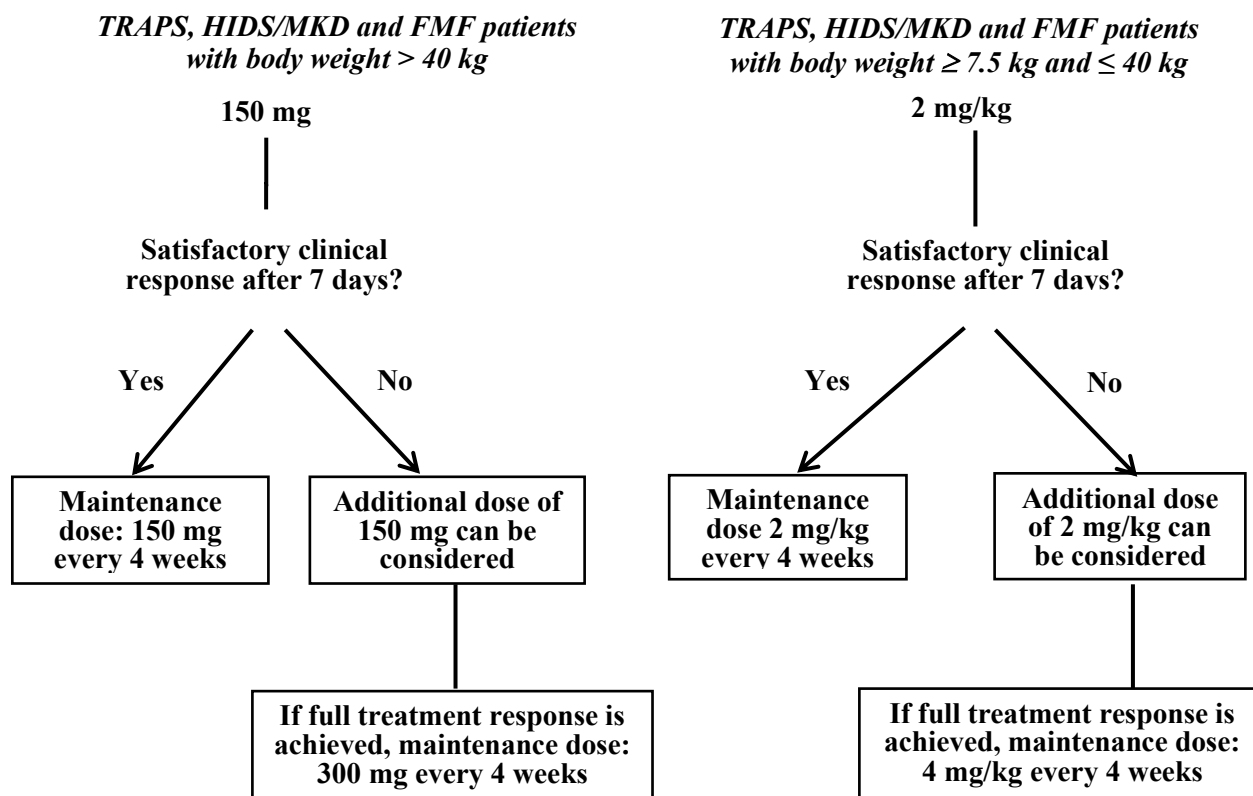 TRAPS, HIDS/MKD and FMF patients
with body weight > 40 kg
150 mg
Satisfactory clinical
response after 7 days?
Yes
No
Maintenance
dose: 150 mg
every 4 weeks
Additional dose of
150 mg can be
considered
If full treatment response is
achieved, maintenance dose:
300 mg every 4 weeks
TRAPS, HIDS/MKD and FMF patients
with body weight ≥ 7.5 kg and ≤ 40 kg
2 mg/kg
Satisfactory clinical
response after 7 days?
Yes
No
Maintenance
dose 2 mg/kg
every 4 weeks
Additional dose
of 2 mg/kg can
be considered
If full treatment response is
achieved, maintenance dose:
4 mg/kg every 4 weeks